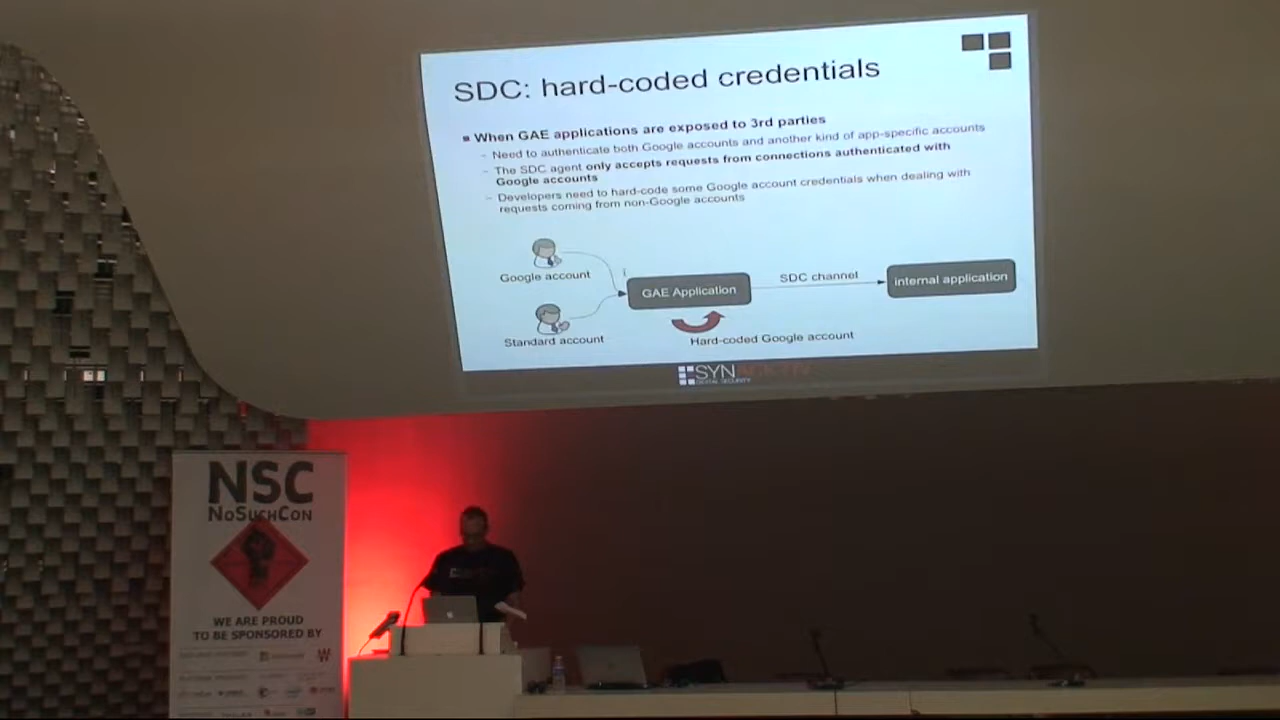 SDC: hard-coded credentials
When GAE applications are exposed to 3rd parties
– Need to authenticate both Google accounts and another kind of app-specific accounts
– The SDC agent only accepts requests from connections authenticated with
Google accounts
– Developers need to hard-code some Google account credentials when dealing with
requests coming from non-Google accounts
Google account
GAE Application
SDC channel
internal application
Standard account
Hard-coded Google account
SYNACKTIV
DIGITAL SECURITY
NSC
NoSuchCon
WE ARE PROUD
TO BE SPONSORED BY